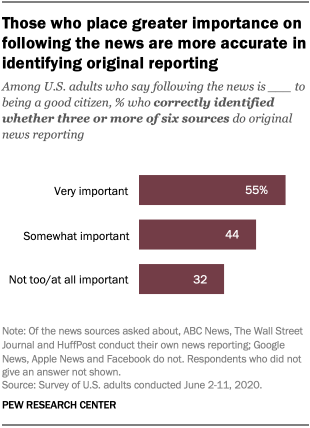 Those who place greater importance on
following the news are more accurate in
identifying original reporting
Among U.S. adults who say following the news is ___ to
being a good citizen, % who correctly identified
whether three or more of six sources do original
news reporting
Very important 55%
Somewhat important 44
Not too/at all important 32
Note: Of the news sources asked about, ABC News, The Wall Street
Journal and HuffPost conduct their own news reporting; Google
News, Apple News and Facebook do not. Respondents who did not
give an answer not shown.
Source: Survey of U.S. adults conducted June 2-11, 2020.
PEW RESEARCH CENTER